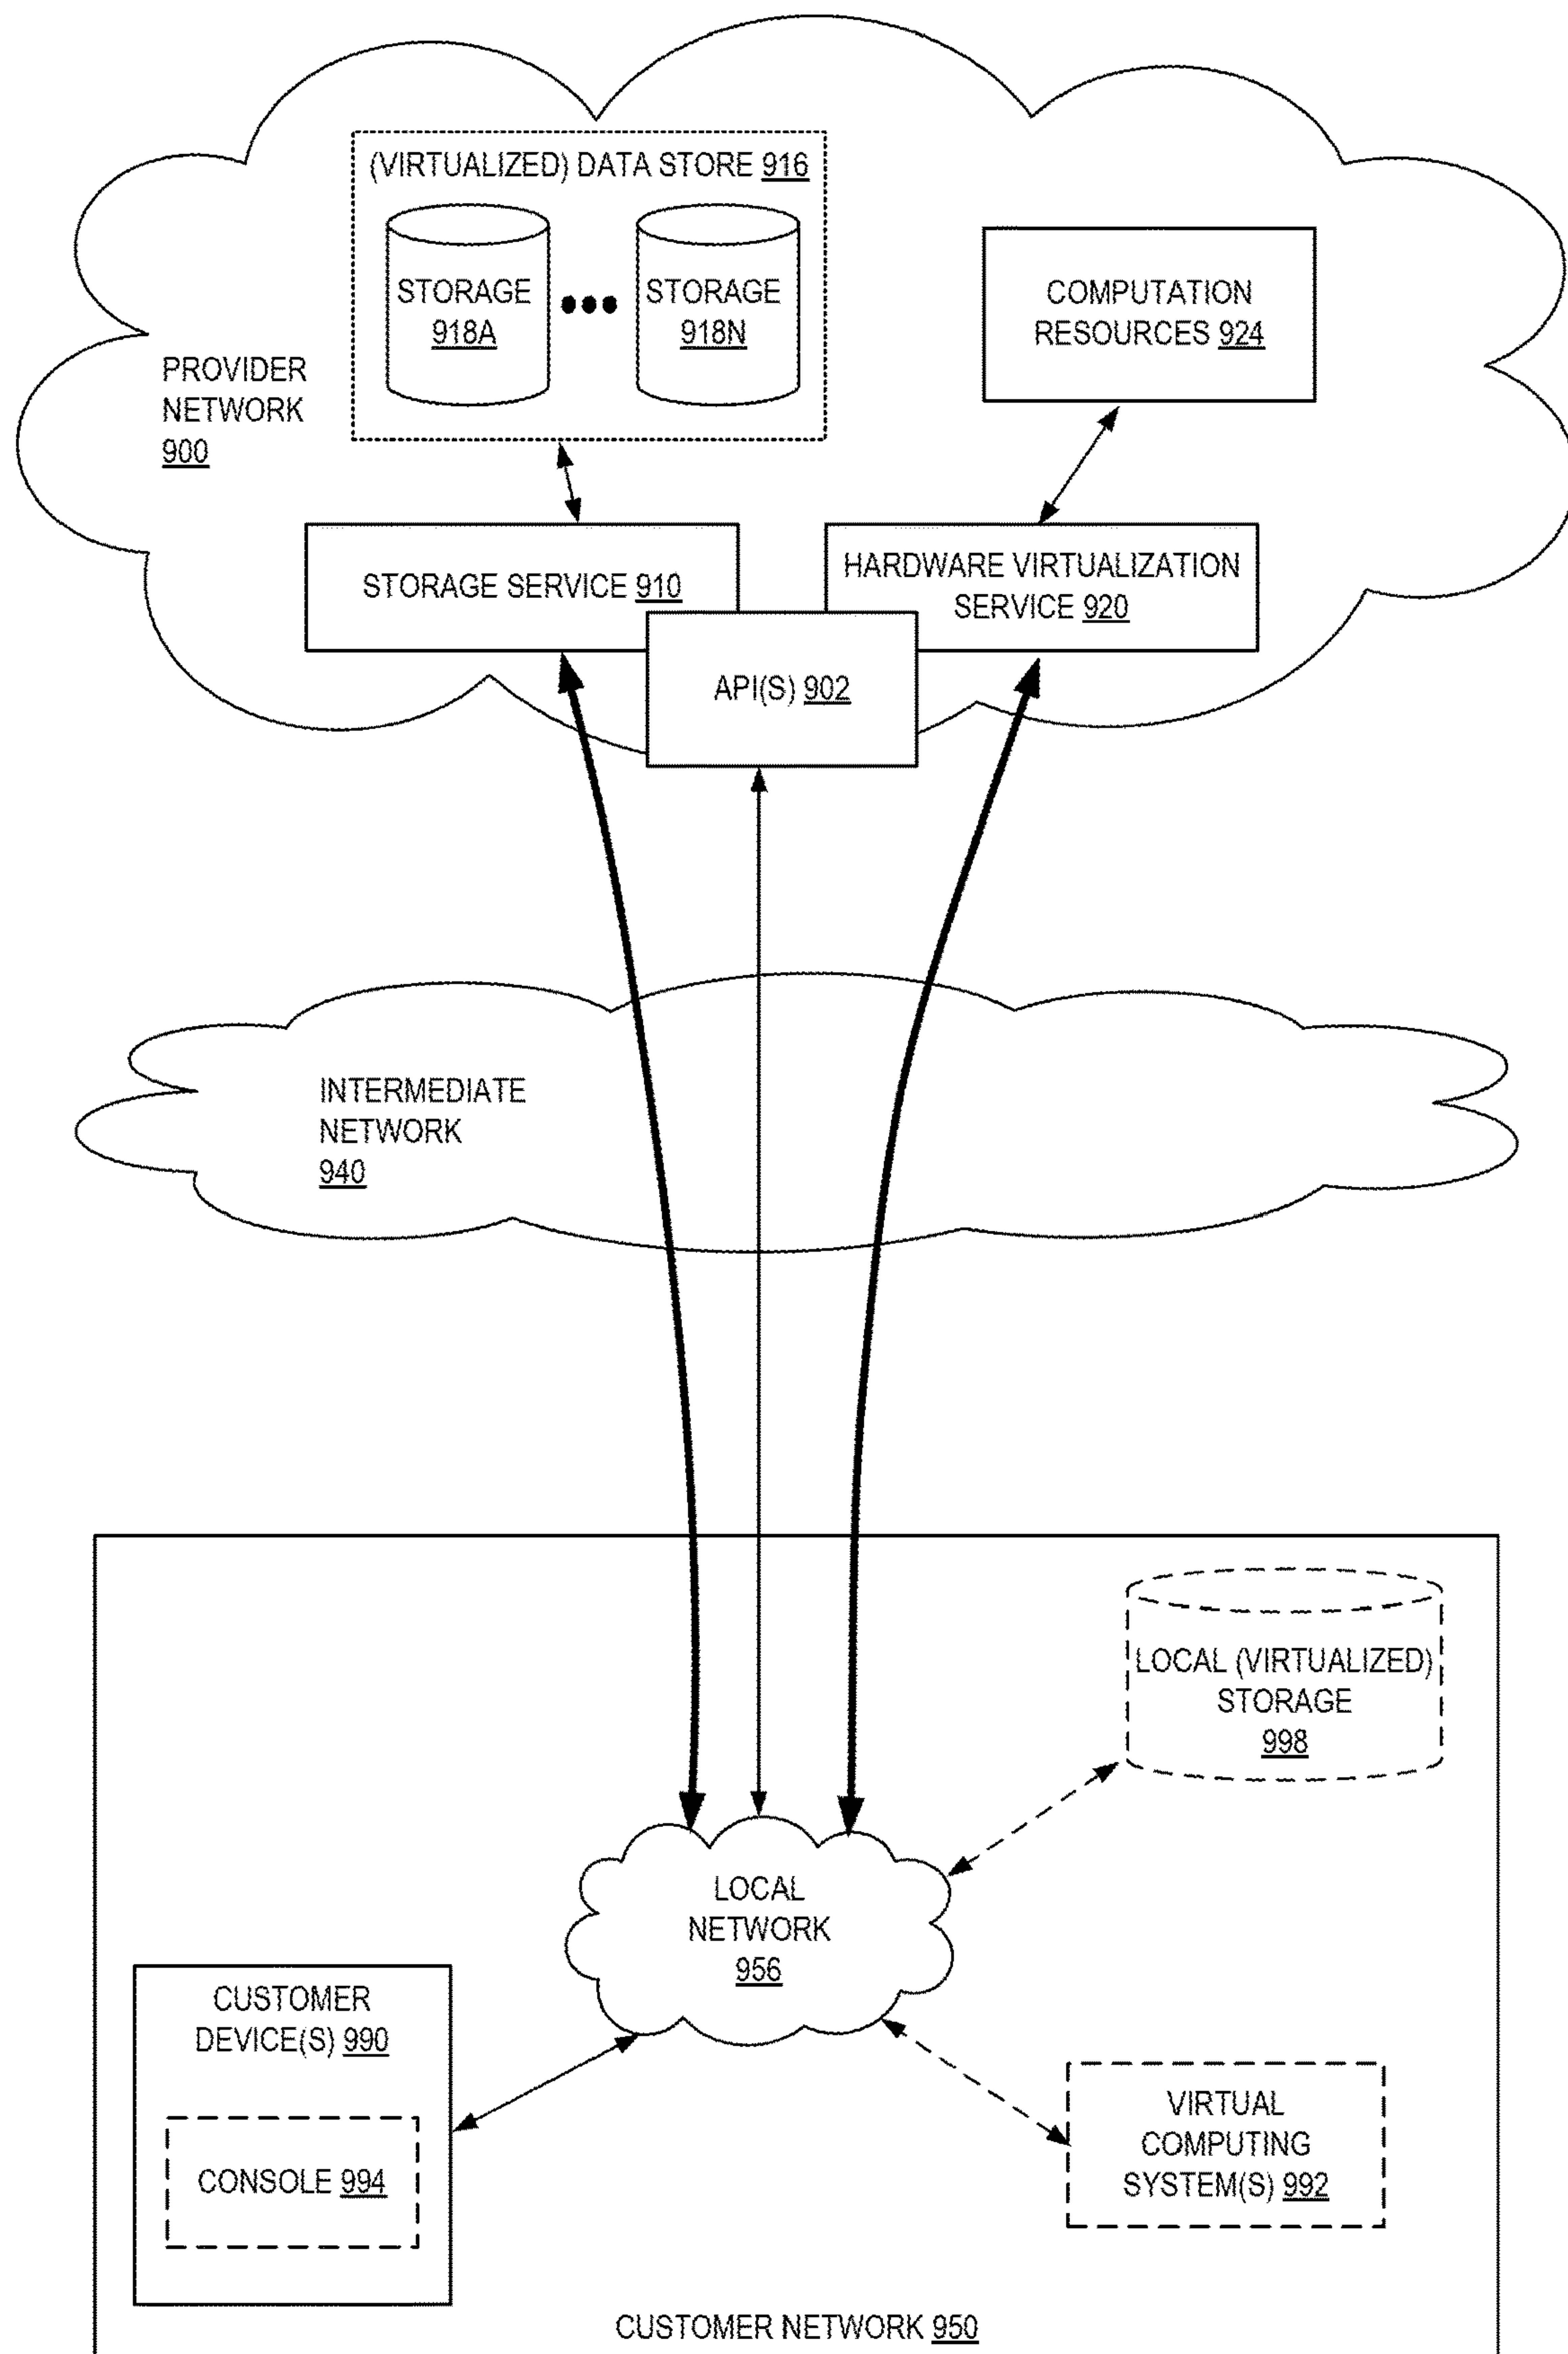 (VIRTUALIZED) DATA STORE 916
STORAGE
918A
STORAGE
918N
COMPUTATION
RESOURCES 924
PROVIDER
NETWORK
900
STORAGE SERVICE 910
HARDWARE VIRTUALIZATION
SERVICE 920
API(S) 902
INTERMEDIATE
NETWORK
940
LOCAL (VIRTUALIZED)
STORAGE
998
LOCAL
NETWORK
956
CUSTOMER
DEVICE(S) 990
CONSOLE 994
VIRTUAL
COMPUTING
SYSTEM(S) 992
CUSTOMER NETWORK 950